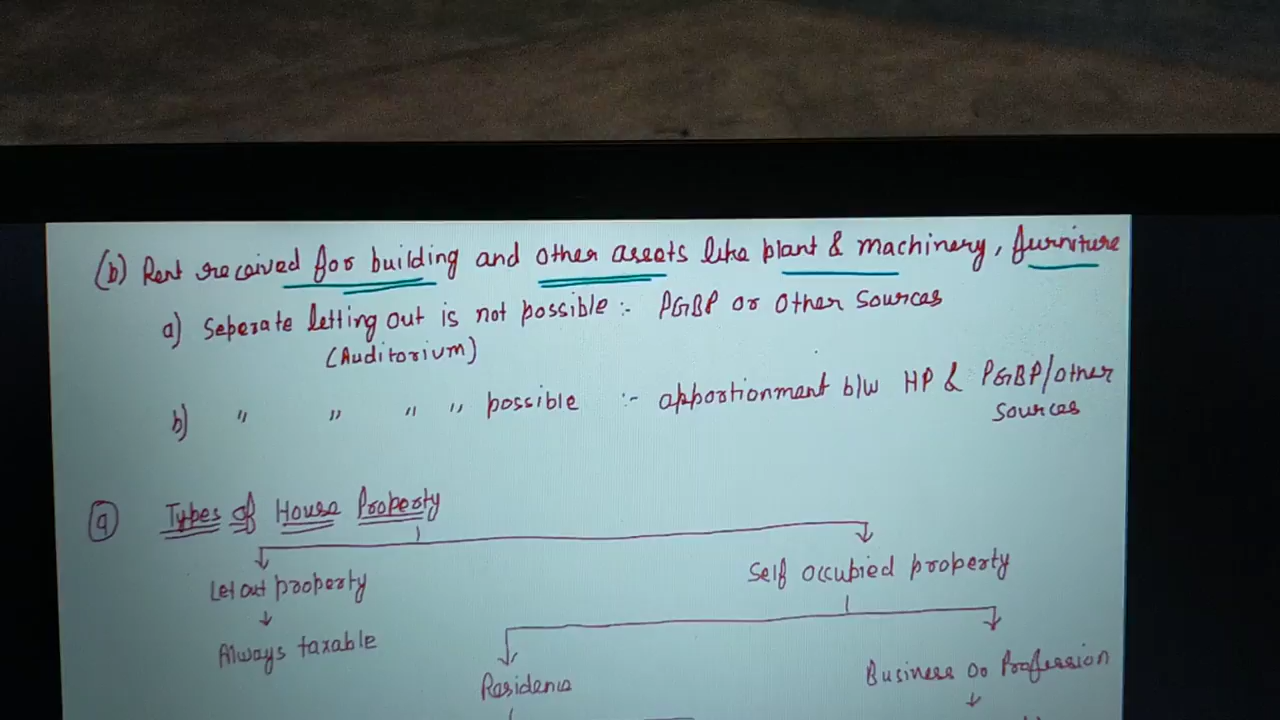 (b) Rent received for building and other assets like plant & machinery, furniture
a) Seperate letting out is not possible :- PGBP or Other Sources
(Auditorium)
b) " " " " possible :- apportionment b/w HP & PGBP/other
Sources
9 Types of House Property
Let out property Self occupied property
Always taxable
Residence Business or Profession